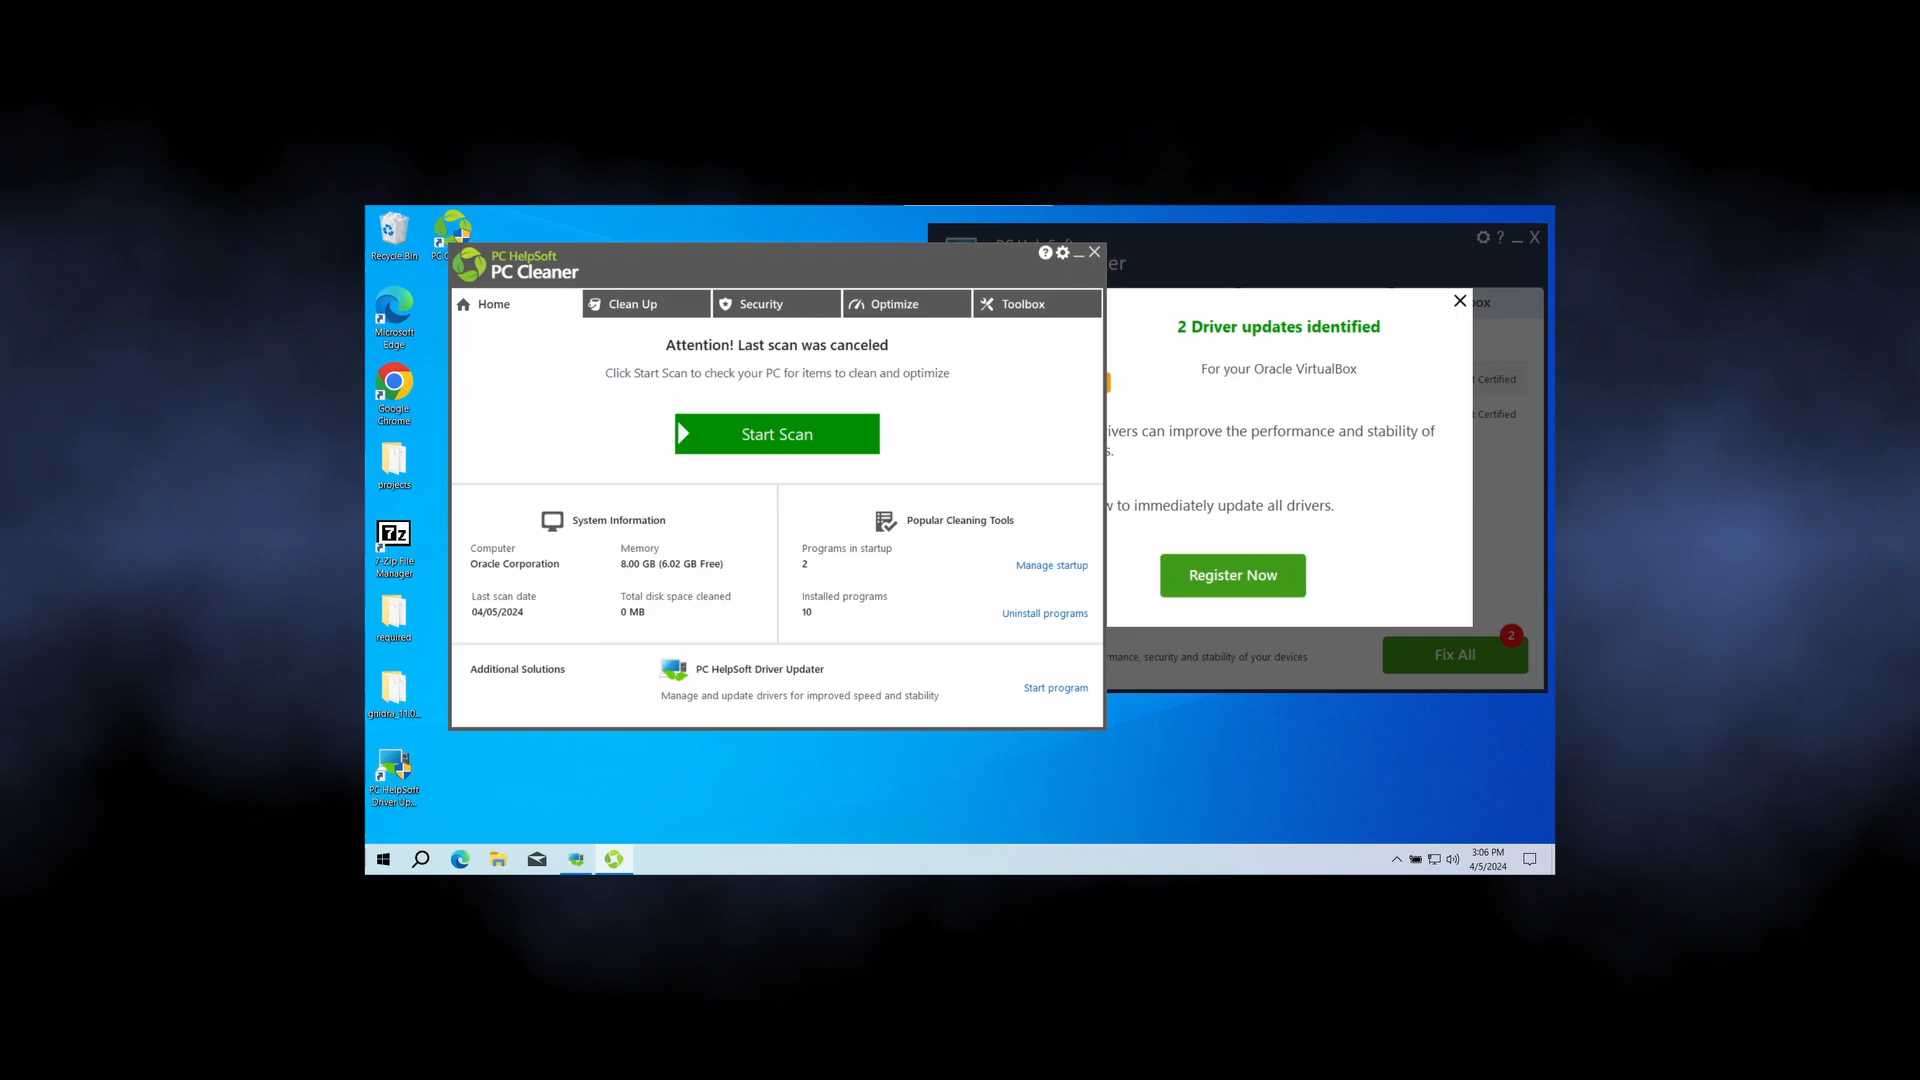 Recycle Bin
PC
Microsoft
Edge
Google
Chrome
projects
7-Zip File
Manager
required
ghidra_11.0...
PC HelpSoft
Driver Up...
PC HelpSoft
PC Cleaner
Home
Clean Up
Security
Optimize
Toolbox
Attention! Last scan was canceled
Click Start Scan to check your PC for items to clean and optimize
Start Scan
System Information
Computer
Oracle Corporation
Memory
8.00 GB (6.02 GB Free)
Last scan date
04/05/2024
Total disk space cleaned
0 MB
Popular Cleaning Tools
Programs in startup
2
Manage startup
Installed programs
10
Uninstall programs
Additional Solutions
PC HelpSoft Driver Updater
Manage and update drivers for improved speed and stability
Start program
er
ox
2 Driver updates identified
For your Oracle VirtualBox
t Certified
t Certified
ivers can improve the performance and stability of
s.
w to immediately update all drivers.
Register Now
rmance, security and stability of your devices
Fix All
2
3:06 PM
4/5/2024